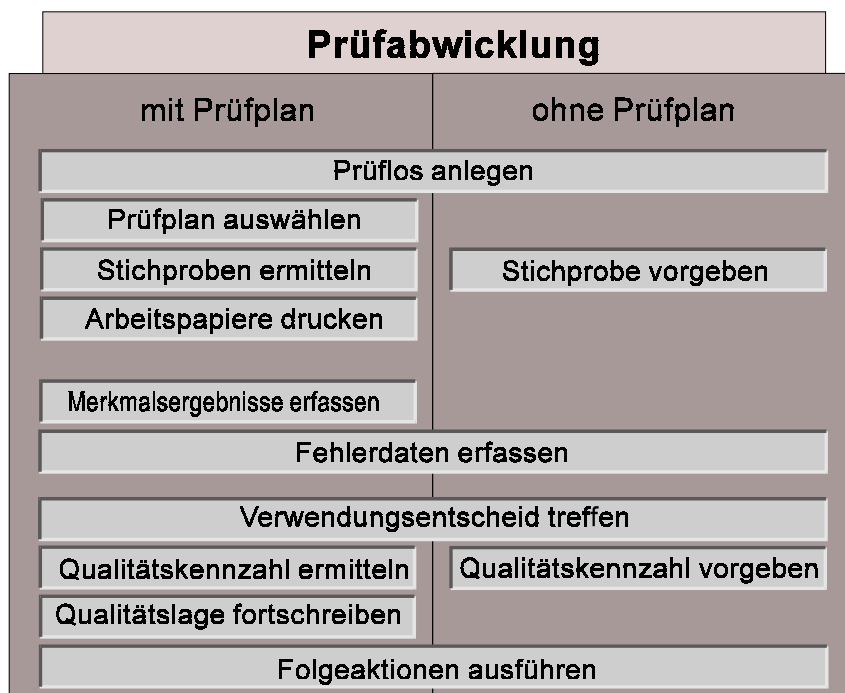 Prüfabwicklung
mit Prüfplan
ohne Prüfplan
Prüflos anlegen
Prüfplan auswählen
Stichproben ermitteln
Stichprobe vorgeben
Arbeitspapiere drucken
Merkmalsergebnisse erfassen
Fehlerdaten erfassen
Verwendungsentscheid treffen
Qualitätskennzahl ermitteln
Qualitätskennzahl vorgeben
Qualitätslage fortschreiben
Folgeaktionen ausführen